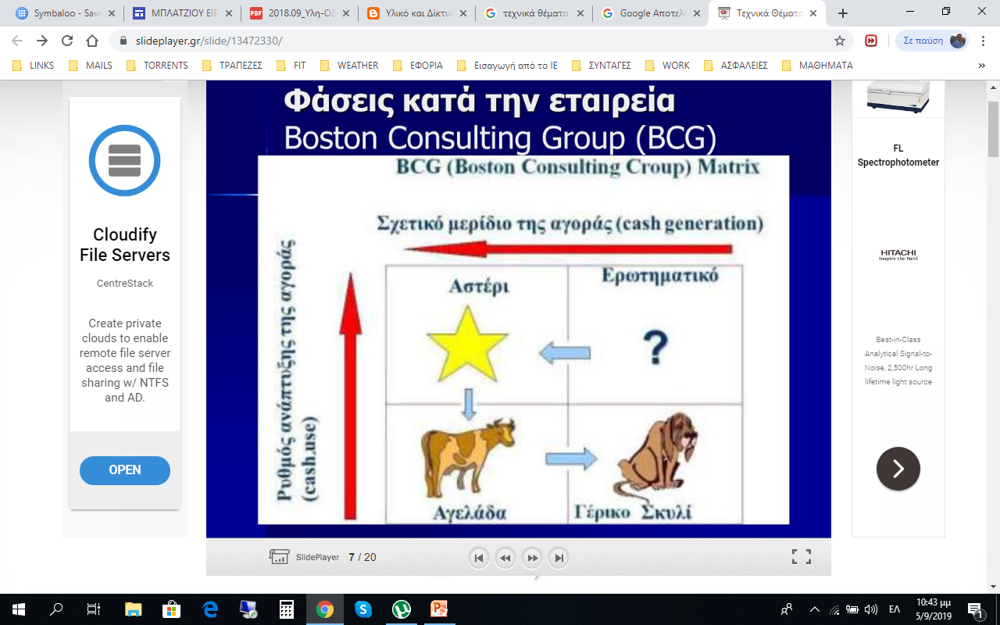 Symbaloo - Save
ΜΠΛΑΤΖΙΟΥ ΕΙΡ
2018.09_Υλη-Οδ
Υλικό και Δίκτυα
τεχνικά θέματα
Google Αποτελέ
Τεχνικά Θέματα
slideplayer.gr/slide/13472330/
Σε παύση
LINKS
MAILS
TORRENTS
ΤΡΑΠΕΖΕΣ
FIT
WEATHER
ΕΦΟΡΙΑ
Εισαγωγή από το IE
ΣΥΝΤΑΓΕΣ
WORK
ΑΣΦΑΛΕΙΕΣ
ΜΑΘΗΜΑΤΑ
Cloudify
File Servers
CentreStack
Create private
clouds to enable
remote file server
access and file
sharing w/ NTFS
and AD.
OPEN
Φάσεις κατά την εταιρεία
Boston Consulting Group (BCG)
BCG (Boston Consulting Croup) Matrix
Σχετικό μερίδιο της αγοράς (cash generation)
Ρυθμός ανάπτυξης της αγοράς
(cash.use)
Αστέρι
Ερωτηματικό
?
Αγελάδα
Γέρικο Σκυλί
SlidePlayer
7 / 20
FL
Spectrophotometer
HITACHI
Inspire the Next
Best-in-Class
Analytical Signal-to-
Noise, 2,500hr Long
lifetime light source
ΕΛ
10:43 μμ
5/9/2019
1